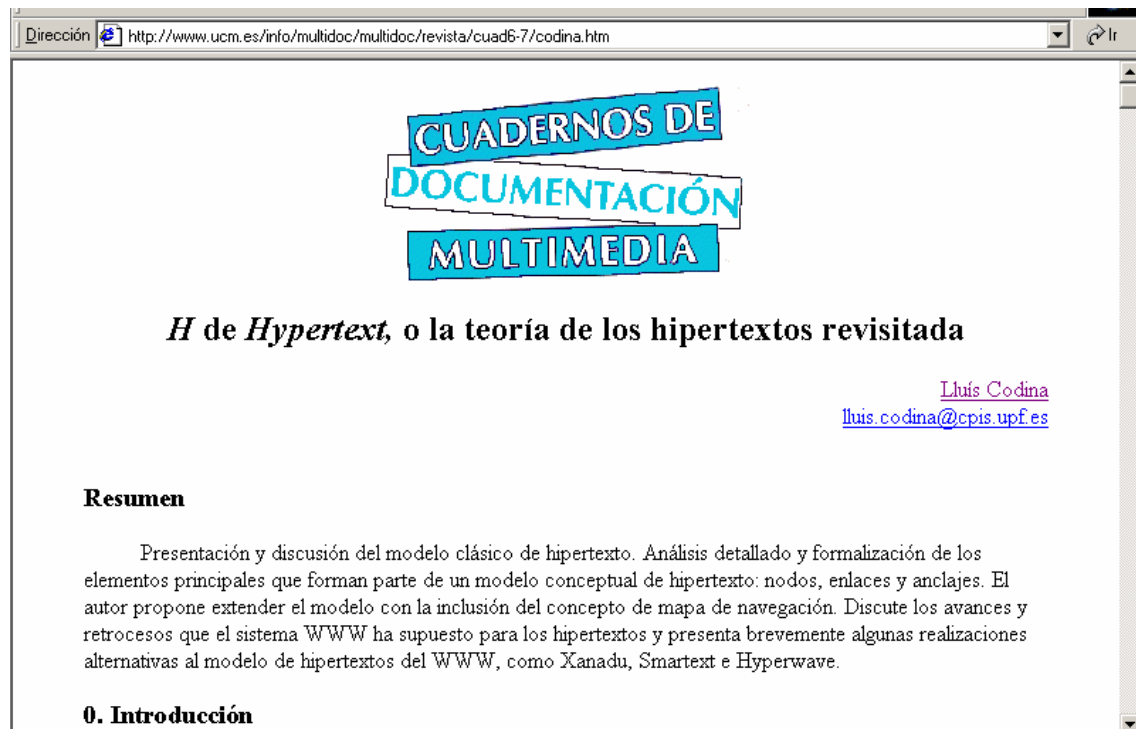 Dirección http://www.ucm.es/info/multidoc/multidoc/revista/cuad6-7/codina.htm Ir
CUADERNOS DE
DOCUMENTACIÓN
MULTIMEDIA
H de Hypertext, o la teoría de los hipertextos revisitada
Lluís Codina
lluis.codina@cpis.upf.es
Resumen
Presentación y discusión del modelo clásico de hipertexto. Análisis detallado y formalización de los
elementos principales que forman parte de un modelo conceptual de hipertexto: nodos, enlaces y anclajes. El
autor propone extender el modelo con la inclusión del concepto de mapa de navegación. Discute los avances y
retrocesos que el sistema WWW ha supuesto para los hipertextos y presenta brevemente algunas realizaciones
alternativas al modelo de hipertextos del WWW, como Xanadu, Smartext e Hyperwave.
0. Introducción